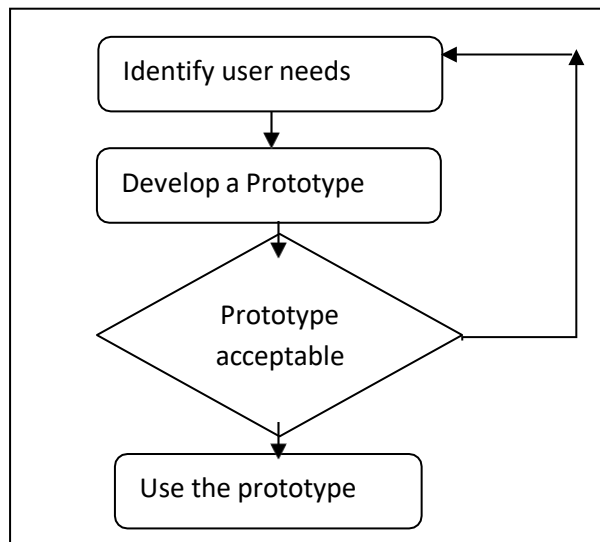 Identify user needs
Develop a Prototype
Prototype
acceptable
Use the prototype